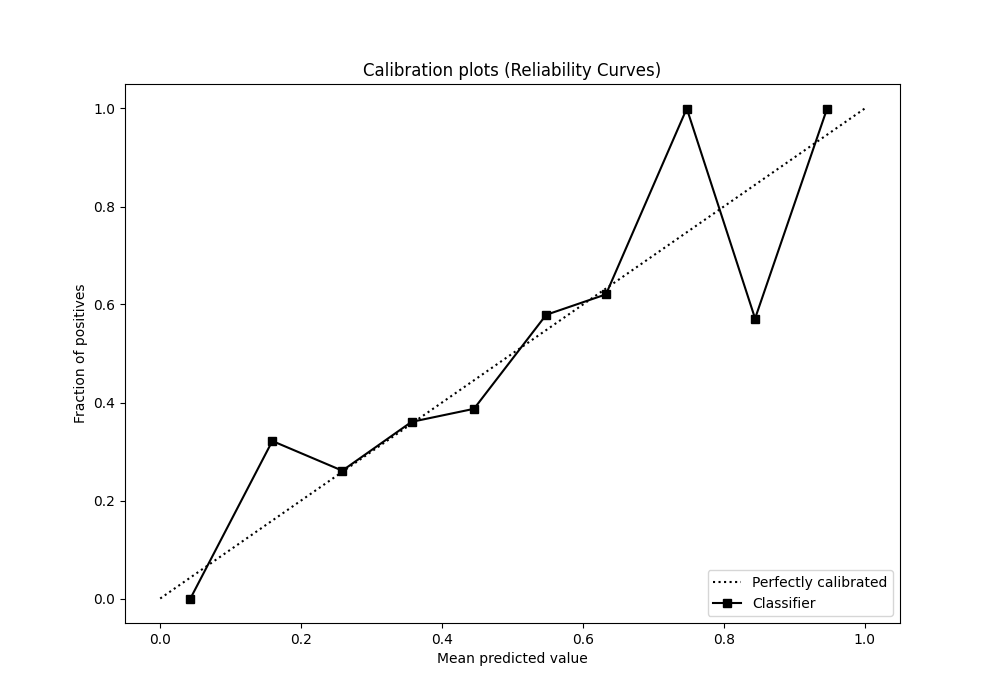 Calibration plots (Reliability Curves)
1.0
0.8
0.6
0.4
0.2
0.0
Fraction of positives
0.0 0.2 0.4 0.6 0.8 1.0
Mean predicted value
Perfectly calibrated
Classifier